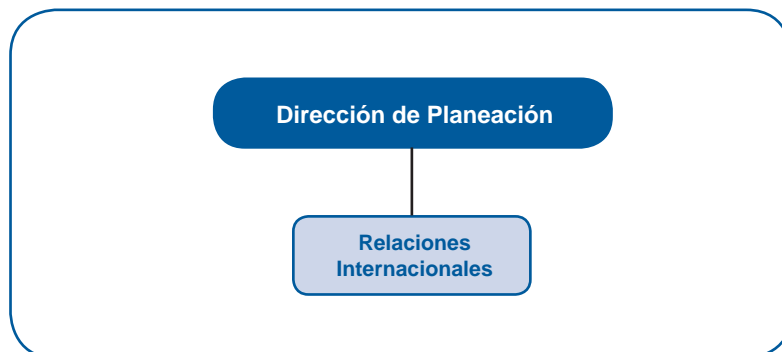 Dirección de Planeación
Relaciones
Internacionales